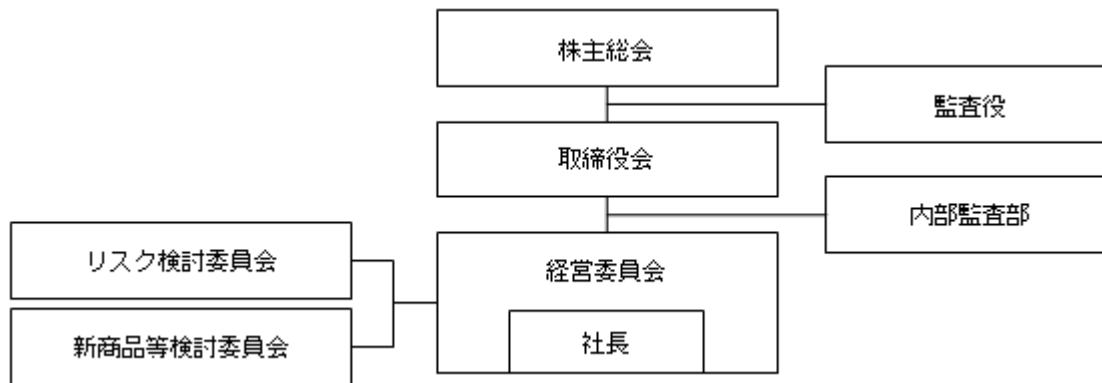 株主総会
監査役
取締役会
内部監査部
リスク検討委員会
経営委員会
新商品等検討委員会
社長